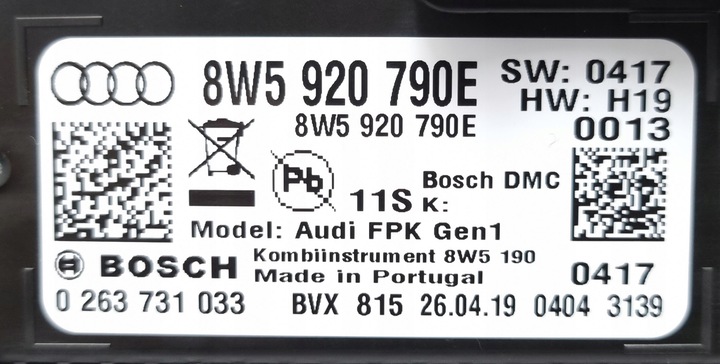 8W5 920 790E SW: 0417
HW: H19
8W5 920 790E 0013
Pb
11S K: Bosch DMC
Model: Audi FPK Gen1
Kombiinstrument 8W5 190
BOSCH Made in Portugal 0417
0 263 731 033 BVX 815 26.04.19 0404 3139